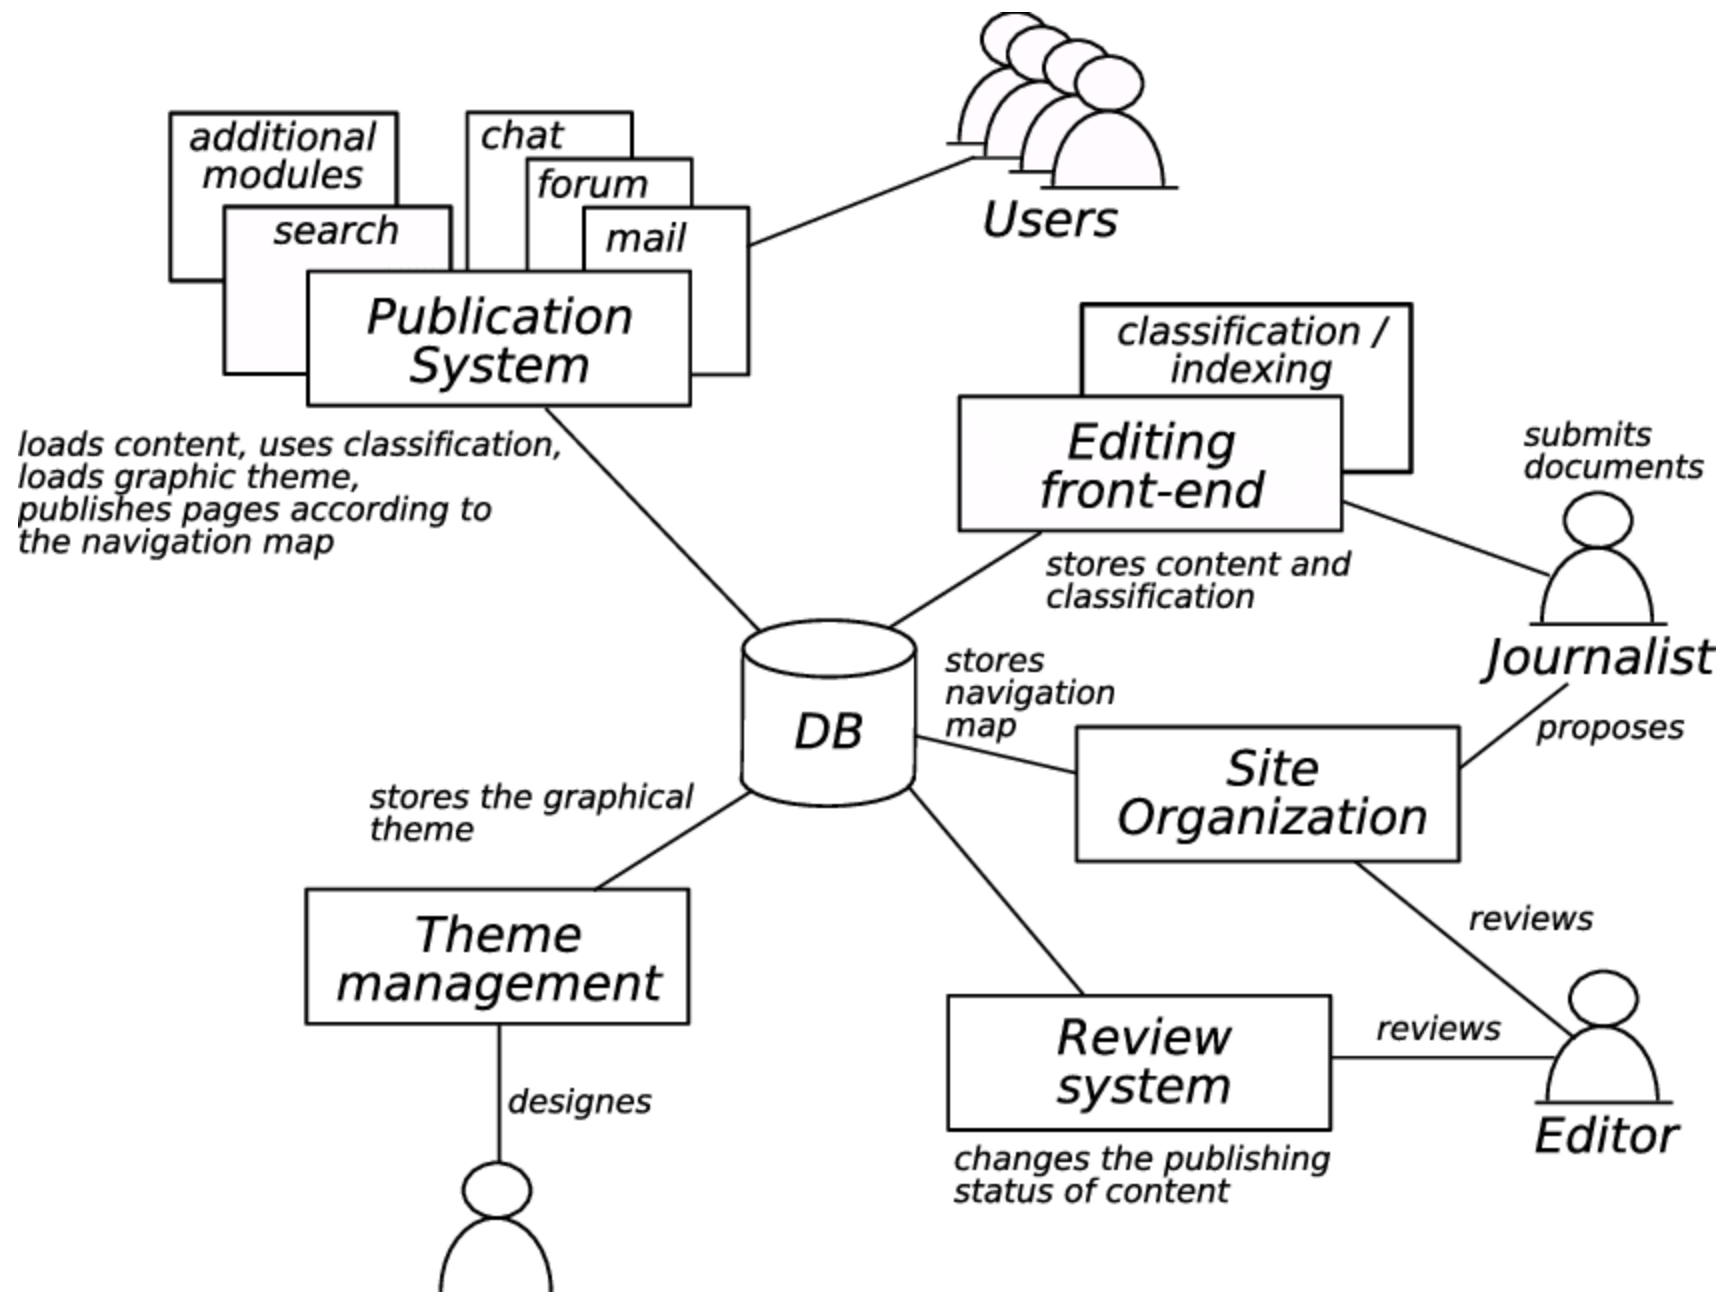 additional
modules
search
chat
forum
mail
Publication
System
Users
loads content, uses classification,
loads graphic theme,
publishes pages according to
the navigation map
classification /
indexing
Editing
front-end
submits
documents
stores content and
classification
Journalist
stores
navigation
map
proposes
DB
Site
Organization
stores the graphical
theme
Theme
management
reviews
Review
system
reviews
Editor
designes
changes the publishing
status of content